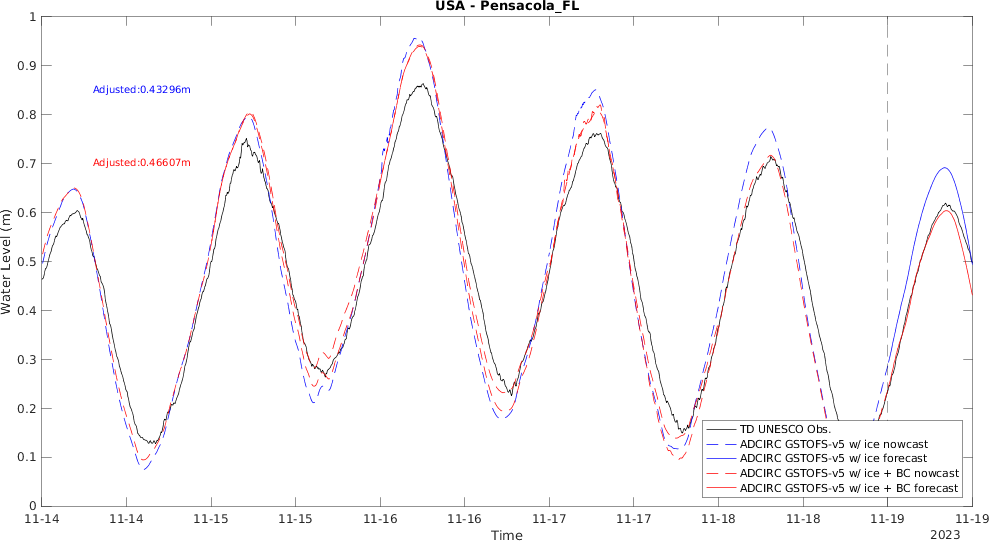 USA - Pensacola_FL
1
0.9
0.8
0.7
0.6
0.5
0.4
0.3
0.2
0.1
0
Water Level (m)
Adjusted:0.43296m
Adjusted:0.46607m
TD UNESCO Obs.
ADCIRC GSTOFS-v5 w/ ice nowcast
ADCIRC GSTOFS-v5 w/ ice forecast
ADCIRC GSTOFS-v5 w/ ice + BC nowcast
ADCIRC GSTOFS-v5 w/ ice + BC forecast
11-14 11-14 11-15 11-15 11-16 11-16 11-17 11-17 11-18 11-18 11-19 11-19
Time
2023